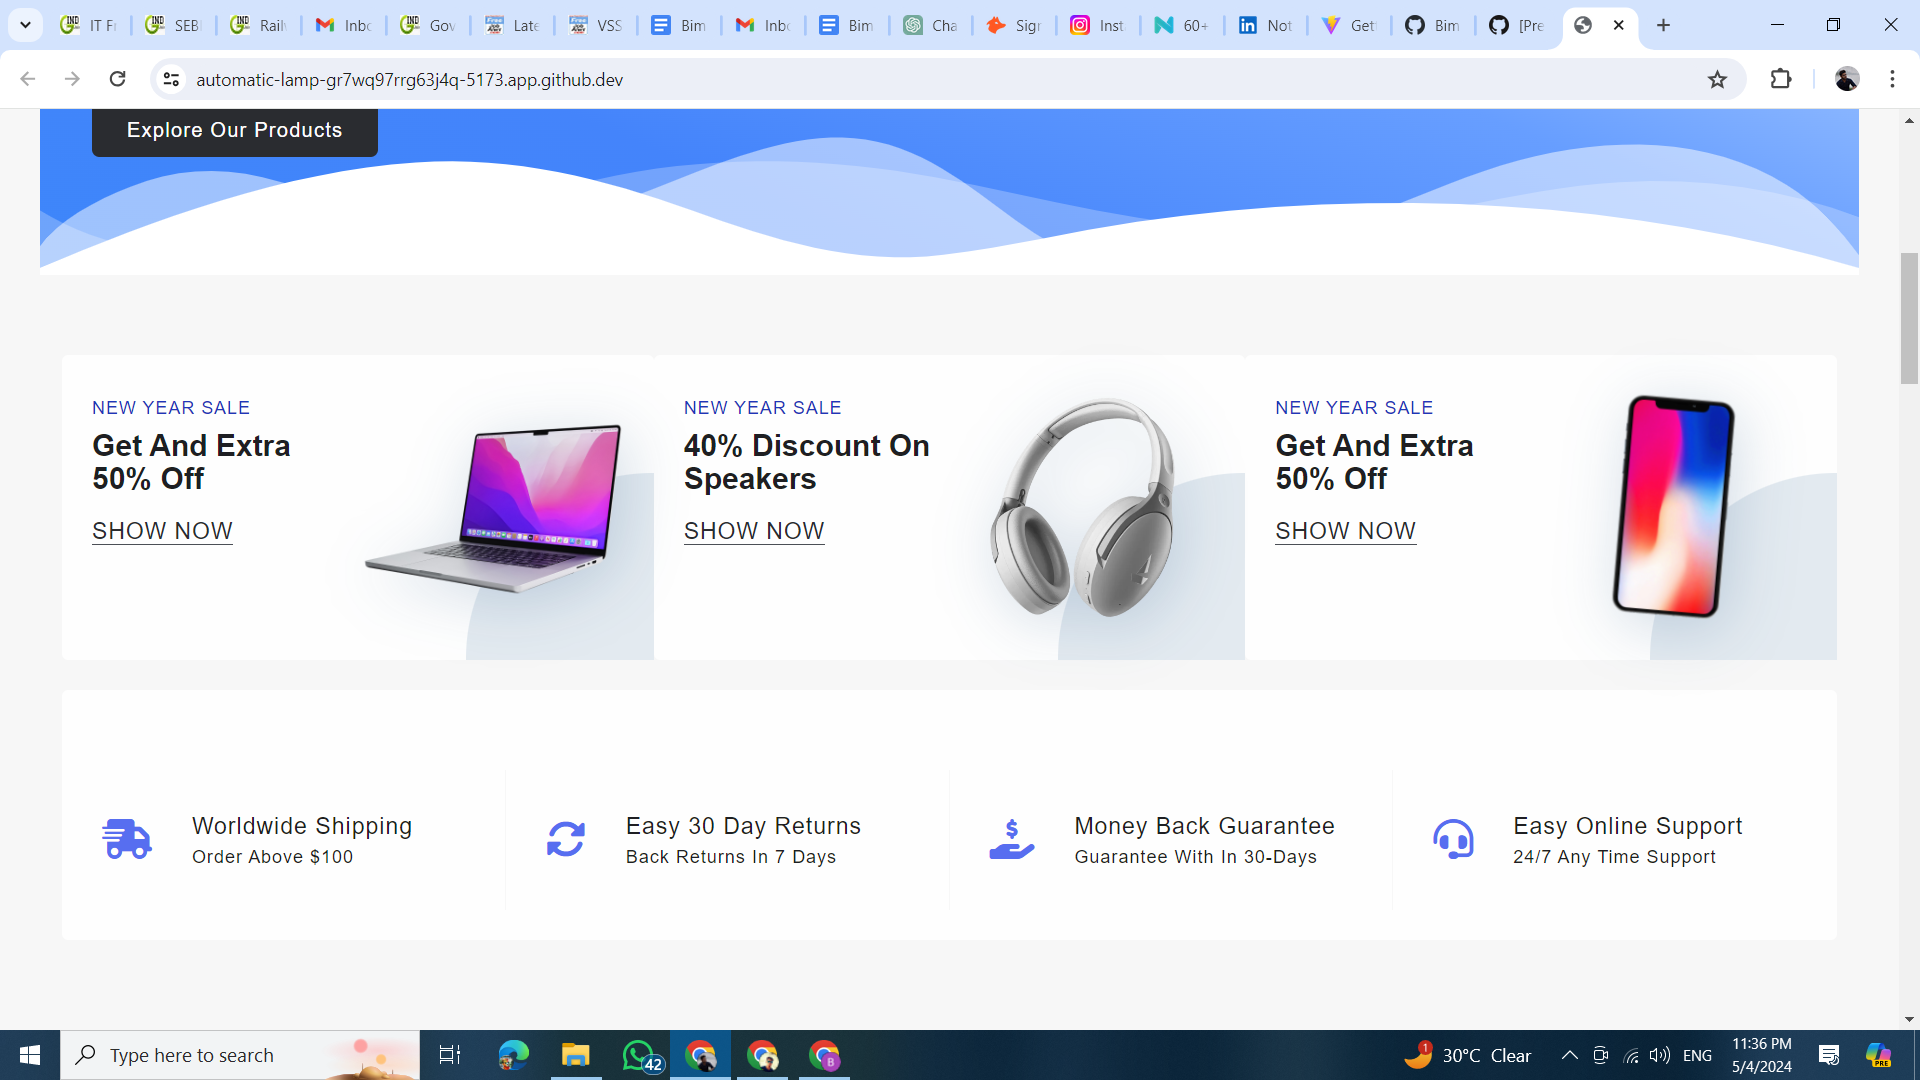 IT Fr
SEBI
Railw
Inbo
Gov
Late
VSS
Bim
Inbo
Bim
Cha
Sign
Inst
60+
Not
Gett
Bim
[Pre
automatic-lamp-gr7wq97rrg63j4q-5173.app.github.dev
Explore Our Products
NEW YEAR SALE
Get And Extra
50% Off
SHOW NOW
NEW YEAR SALE
40% Discount On
Speakers
SHOW NOW
NEW YEAR SALE
Get And Extra
50% Off
SHOW NOW
Worldwide Shipping
Order Above $100
Easy 30 Day Returns
Back Returns In 7 Days
Money Back Guarantee
Guarantee With In 30-Days
Easy Online Support
24/7 Any Time Support
Type here to search
42
B
1
30°C Clear
ENG
11:36 PM
5/4/2024
PRE